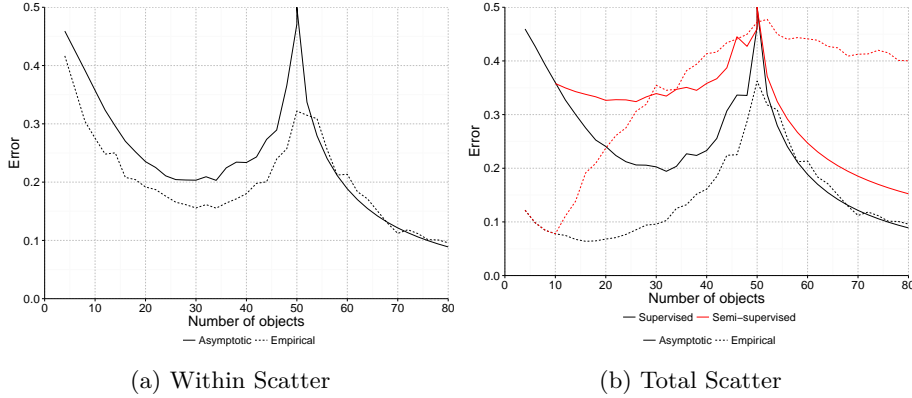 0.5
0.4
0.3
0.2
0.1
0.0
Error
0 10 20 30 40 50 60 70 80
Number of objects
Asymptotic Empirical
(a) Within Scatter
0.5
0.4
0.3
0.2
0.1
0.0
Error
0 10 20 30 40 50 60 70 80
Number of objects
Supervised Semi-supervised
Asymptotic Empirical
(b) Total Scatter